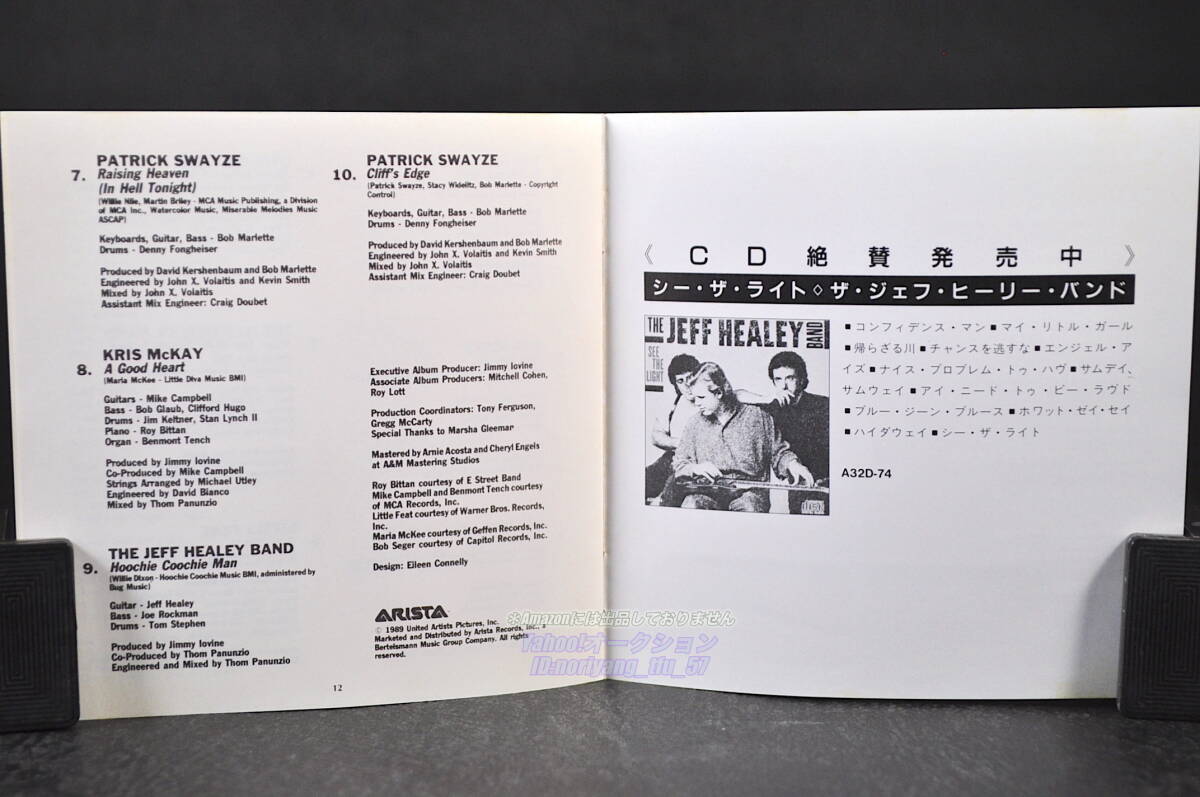 PATRICK SWAYZE
7. Raising Heaven
(In Hell Tonight)
(Willie Nile, Martin Briley - MCA Music Publishing, a Division
of MCA Inc., Watercolor Music, Miserable Melodies Music
ASCAP)
Keyboards, Guitar, Bass - Bob Marlette
Drums - Denny Fongheiser
Produced by David Kershenbaum and Bob Marlette
Engineered by John X. Volaitis and Kevin Smith
Mixed by John X. Volaitis
Assistant Mix Engineer: Craig Doubet
KRIS McKAY
8. A Good Heart
(Maria McKee - Little Diva Music BMI)
Guitars - Mike Campbell
Bass - Bob Glaub, Clifford Hugo
Drums - Jim Keltner, Stan Lynch II
Piano - Roy Bittan
Organ - Benmont Tench
Produced by Jimmy Iovine
Co-Produced by Mike Campbell
Strings Arranged by Michael Utley
Engineered by David Bianco
Mixed by Thom Panunzio
THE JEFF HEALEY BAND
9. Hoochie Coochie Man
(Willie Dixon - Hoochie Coochie Music BMI, administered by
Bug Music)
Guitar - Jeff Healey
Bass - Joe Rockman
Drums - Tom Stephen
Produced by Jimmy Iovine
Co-Produced by Thom Panunzio
Engineered and Mixed by Thom Panunzio
12
PATRICK SWAYZE
10. Cliff's Edge
(Patrick Swayze, Stacy Widelitz, Bob Marlette - Copyright
Control)
Keyboards, Guitar, Bass - Bob Marlette
Drums - Denny Fongheiser
Produced by David Kershenbaum and Bob Marlette
Engineered by John X. Volaitis and Kevin Smith
Mixed by John X. Volaitis
Assistant Mix Engineer: Craig Doubet
Executive Album Producer: Jimmy Iovine
Associate Album Producers: Mitchell Cohen,
Roy Lott
Production Coordinators: Tony Ferguson,
Gregg McCarty
Special Thanks to Marsha Gleemar
Mastered by Arnie Acosta and Cheryl Engels
at A&M Mastering Studios
Roy Bittan courtesy of E Street Band
Mike Campbell and Benmont Tench courtesy
of MCA Records, Inc.
Little Feat courtesy of Warner Bros. Records,
Inc.
Maria McKee courtesy of Geffen Records, Inc.
Bob Seger courtesy of Capitol Records, Inc.
Design: Eileen Connelly
ARISTA
© 1989 United Artists Pictures, Inc.
Marketed and Distributed by Arista Records, Inc., a
Bertelsmann Music Group Company. All rights
reserved.
※Amazonには出品しておりません
Yahoo!オークション
ID:noriyang_tfu_57
《CD絶賛発売中》
シー・ザ・ライト◇ザ・ジェフ・ヒーリー・バンド
THE JEFF HEALEY BAND
SEE
THE
LIGHT
■コンフィデンス・マン■マイ・リトル・ガール
■帰らざる川■チャンスを逃すな■エンジェル・ア
イズ■ナイス・プロブレム・トゥ・ハヴ■サムデイ、
サムウェイ■アイ・ニード・トゥ・ビー・ラヴド
■ブルー・ジーン・ブルース■ホワット・ゼイ・セイ
■ハイダウェイ■シー・ザ・ライト
A32D-74